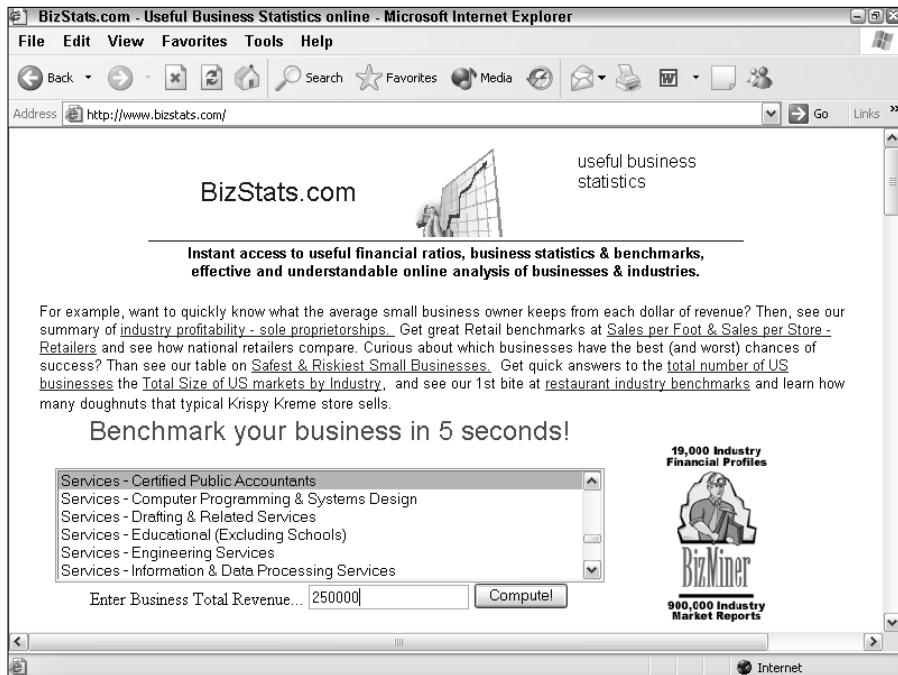 BizStats.com - Useful Business Statistics online - Microsoft Internet Explorer
File Edit View Favorites Tools Help
Back Search Favorites Media
Address http://www.bizstats.com/ Go Links »
BizStats.com
useful business
statistics
Instant access to useful financial ratios, business statistics & benchmarks,
effective and understandable online analysis of businesses & industries.
For example, want to quickly know what the average small business owner keeps from each dollar of revenue? Then, see our
summary of industry profitability - sole proprietorships. Get great Retail benchmarks at Sales per Foot & Sales per Store -
Retailers and see how national retailers compare. Curious about which businesses have the best (and worst) chances of
success? Than see our table on Safest & Riskiest Small Businesses. Get quick answers to the total number of US
businesses the Total Size of US markets by Industry, and see our 1st bite at restaurant industry benchmarks and learn how
many doughnuts that typical Krispy Kreme store sells.
Benchmark your business in 5 seconds!
Services - Certified Public Accountants
Services - Computer Programming & Systems Design
Services - Drafting & Related Services
Services - Educational (Excluding Schools)
Services - Engineering Services
Services - Information & Data Processing Services
Enter Business Total Revenue... 250000 Compute!
19,000 Industry
Financial Profiles
BizMiner
900,000 Industry
Market Reports
Internet